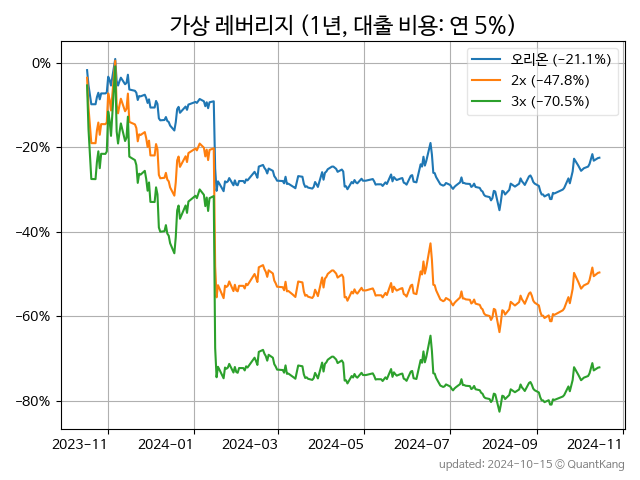 가상 레버리지 (1년, 대출 비용: 연 5%)
오리온 (−21.1%)
2x (−47.8%)
3x (−70.5%)
0%
−20%
−40%
−60%
−80%
2023-11 2024-01 2024-03 2024-05 2024-07 2024-09 2024-11
updated: 2024-10-15 © QuantKang